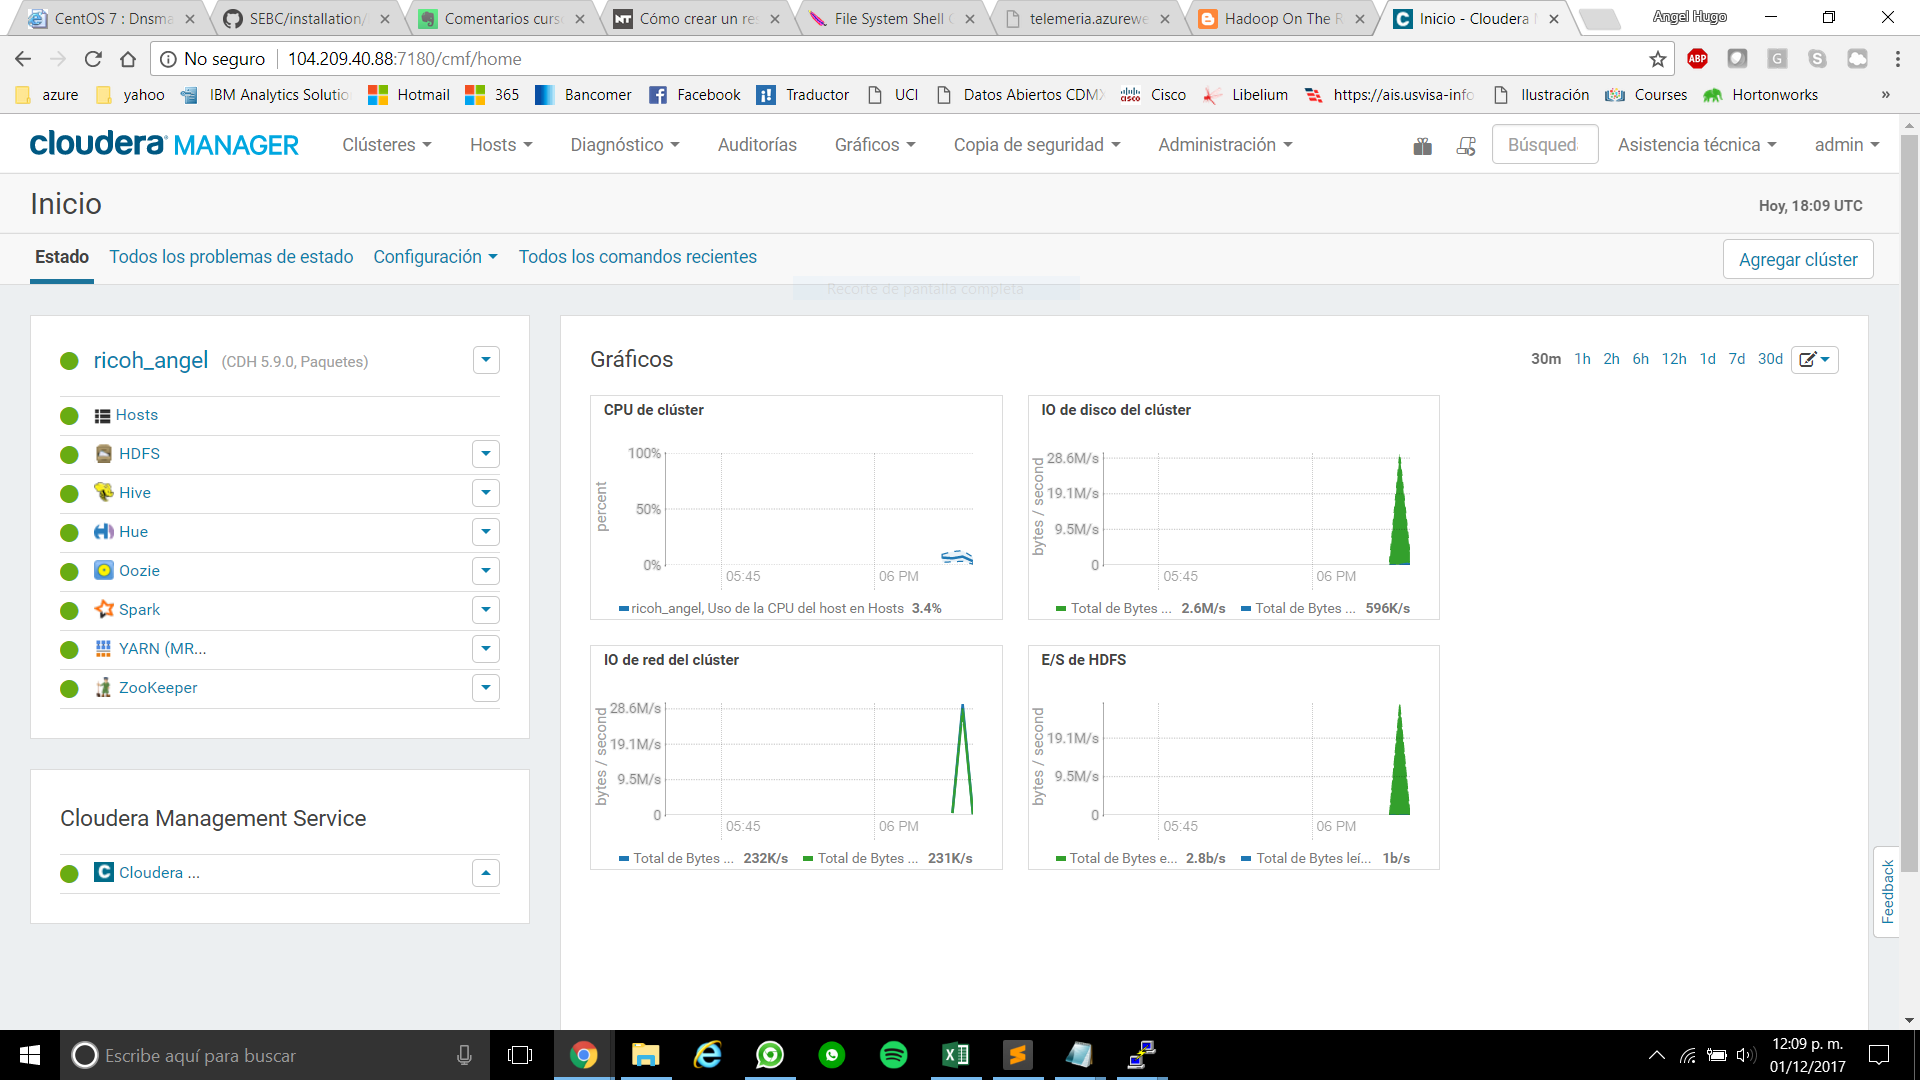 CentOS 7 : Dnsma
SEBC/installation/
Comentarios curs
Cómo crear un re
File System Shell
telemeria.azurewe
Hadoop On The R
Inicio - Cloudera
Angel Hugo
No seguro
104.209.40.88:7180/cmf/home
ABP
azure
yahoo
IBM Analytics Solutio
Hotmail
365
Bancomer
Facebook
Traductor
UCI
Datos Abiertos CDMX
Cisco
Libelium
https://ais.usvisa-info
Ilustración
Courses
Hortonworks
»
cloudera MANAGER
Clústeres
Hosts
Diagnóstico
Auditorías
Gráficos
Copia de seguridad
Administración
Búsqued
Asistencia técnica
admin
Inicio
Hoy, 18:09 UTC
Estado
Todos los problemas de estado
Configuración
Todos los comandos recientes
Agregar clúster
Recorte de pantalla completa
ricoh_angel (CDH 5.9.0, Paquetes)
Hosts
HDFS
Hive
Hue
Oozie
Spark
YARN (MR...
ZooKeeper
Cloudera Management Service
Cloudera ...
Gráficos
30m 1h 2h 6h 12h 1d 7d 30d
CPU de clúster
percent
100%
50%
0%
05:45
06 PM
ricoh_angel, Uso de la CPU del host en Hosts 3.4%
IO de disco del clúster
bytes / second
28.6M/s
19.1M/s
9.5M/s
0
05:45
06 PM
Total de Bytes ... 2.6M/s
Total de Bytes ... 596K/s
IO de red del clúster
bytes / second
28.6M/s
19.1M/s
9.5M/s
0
05:45
06 PM
Total de Bytes ... 232K/s
Total de Bytes ... 231K/s
E/S de HDFS
bytes / second
19.1M/s
9.5M/s
0
05:45
06 PM
Total de Bytes e... 2.8b/s
Total de Bytes leí... 1b/s
Feedback
Escribe aquí para buscar
12:09 p. m.
01/12/2017